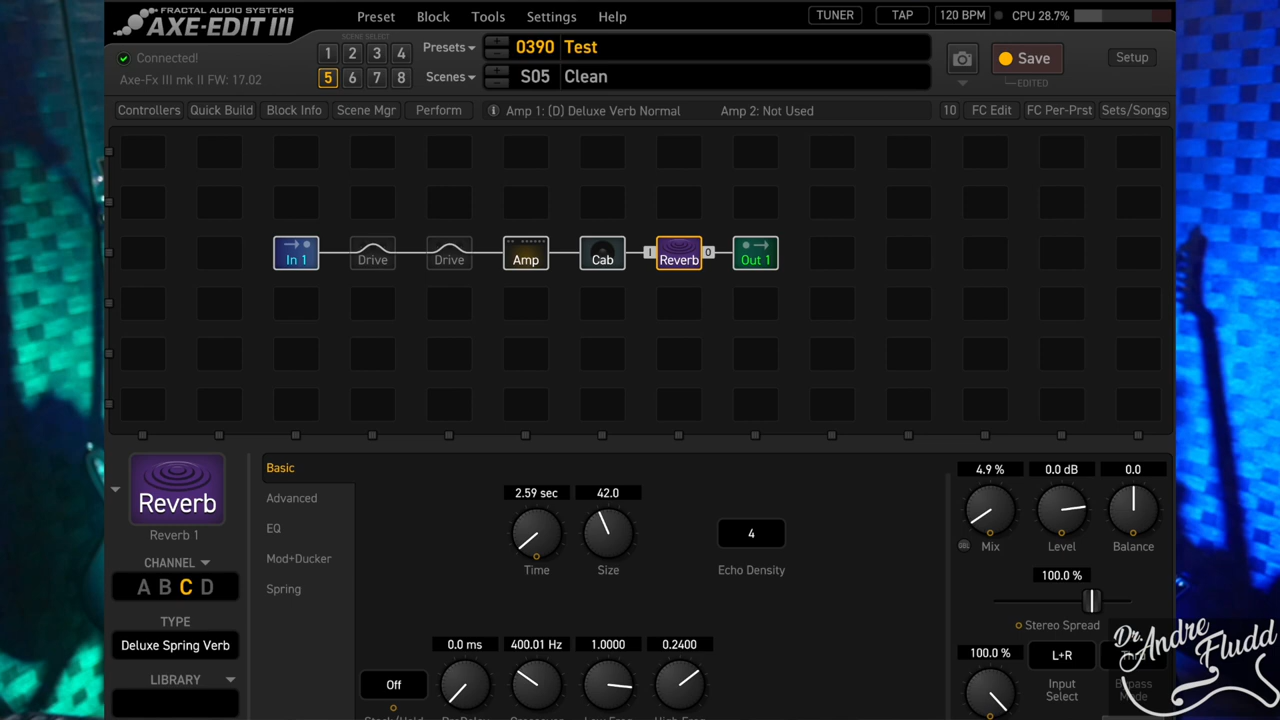 FRACTAL AUDIO SYSTEMS
AXE-EDIT III
Preset Block Tools Settings Help
TUNER TAP 120 BPM CPU 28.7%
SCENE SELECT
1 2 3 4
5 6 7 8
Presets 0390 Test
Scenes S05 Clean
Connected!
Axe-Fx III mk II FW: 17.02
Save
EDITED
Setup
Controllers Quick Build Block Info Scene Mgr Perform
Amp 1: (D) Deluxe Verb Normal Amp 2: Not Used
10 FC Edit FC Per-Prst Sets/Songs
In 1 Drive Drive Amp Cab I Reverb O Out 1
Reverb
Reverb 1
CHANNEL
A B C D
TYPE
Deluxe Spring Verb
LIBRARY
Basic
Advanced
EQ
Mod+Ducker
Spring
2.59 sec 42.0
4
Time Size Echo Density
0.0 ms 400.01 Hz 1.0000 0.2400
Off
4.9 % 0.0 dB 0.0
Mix Level Balance
100.0 %
Stereo Spread
100.0 %
L+R Thru
Input Select
Bypass Mode
Dr. Andre Fludd